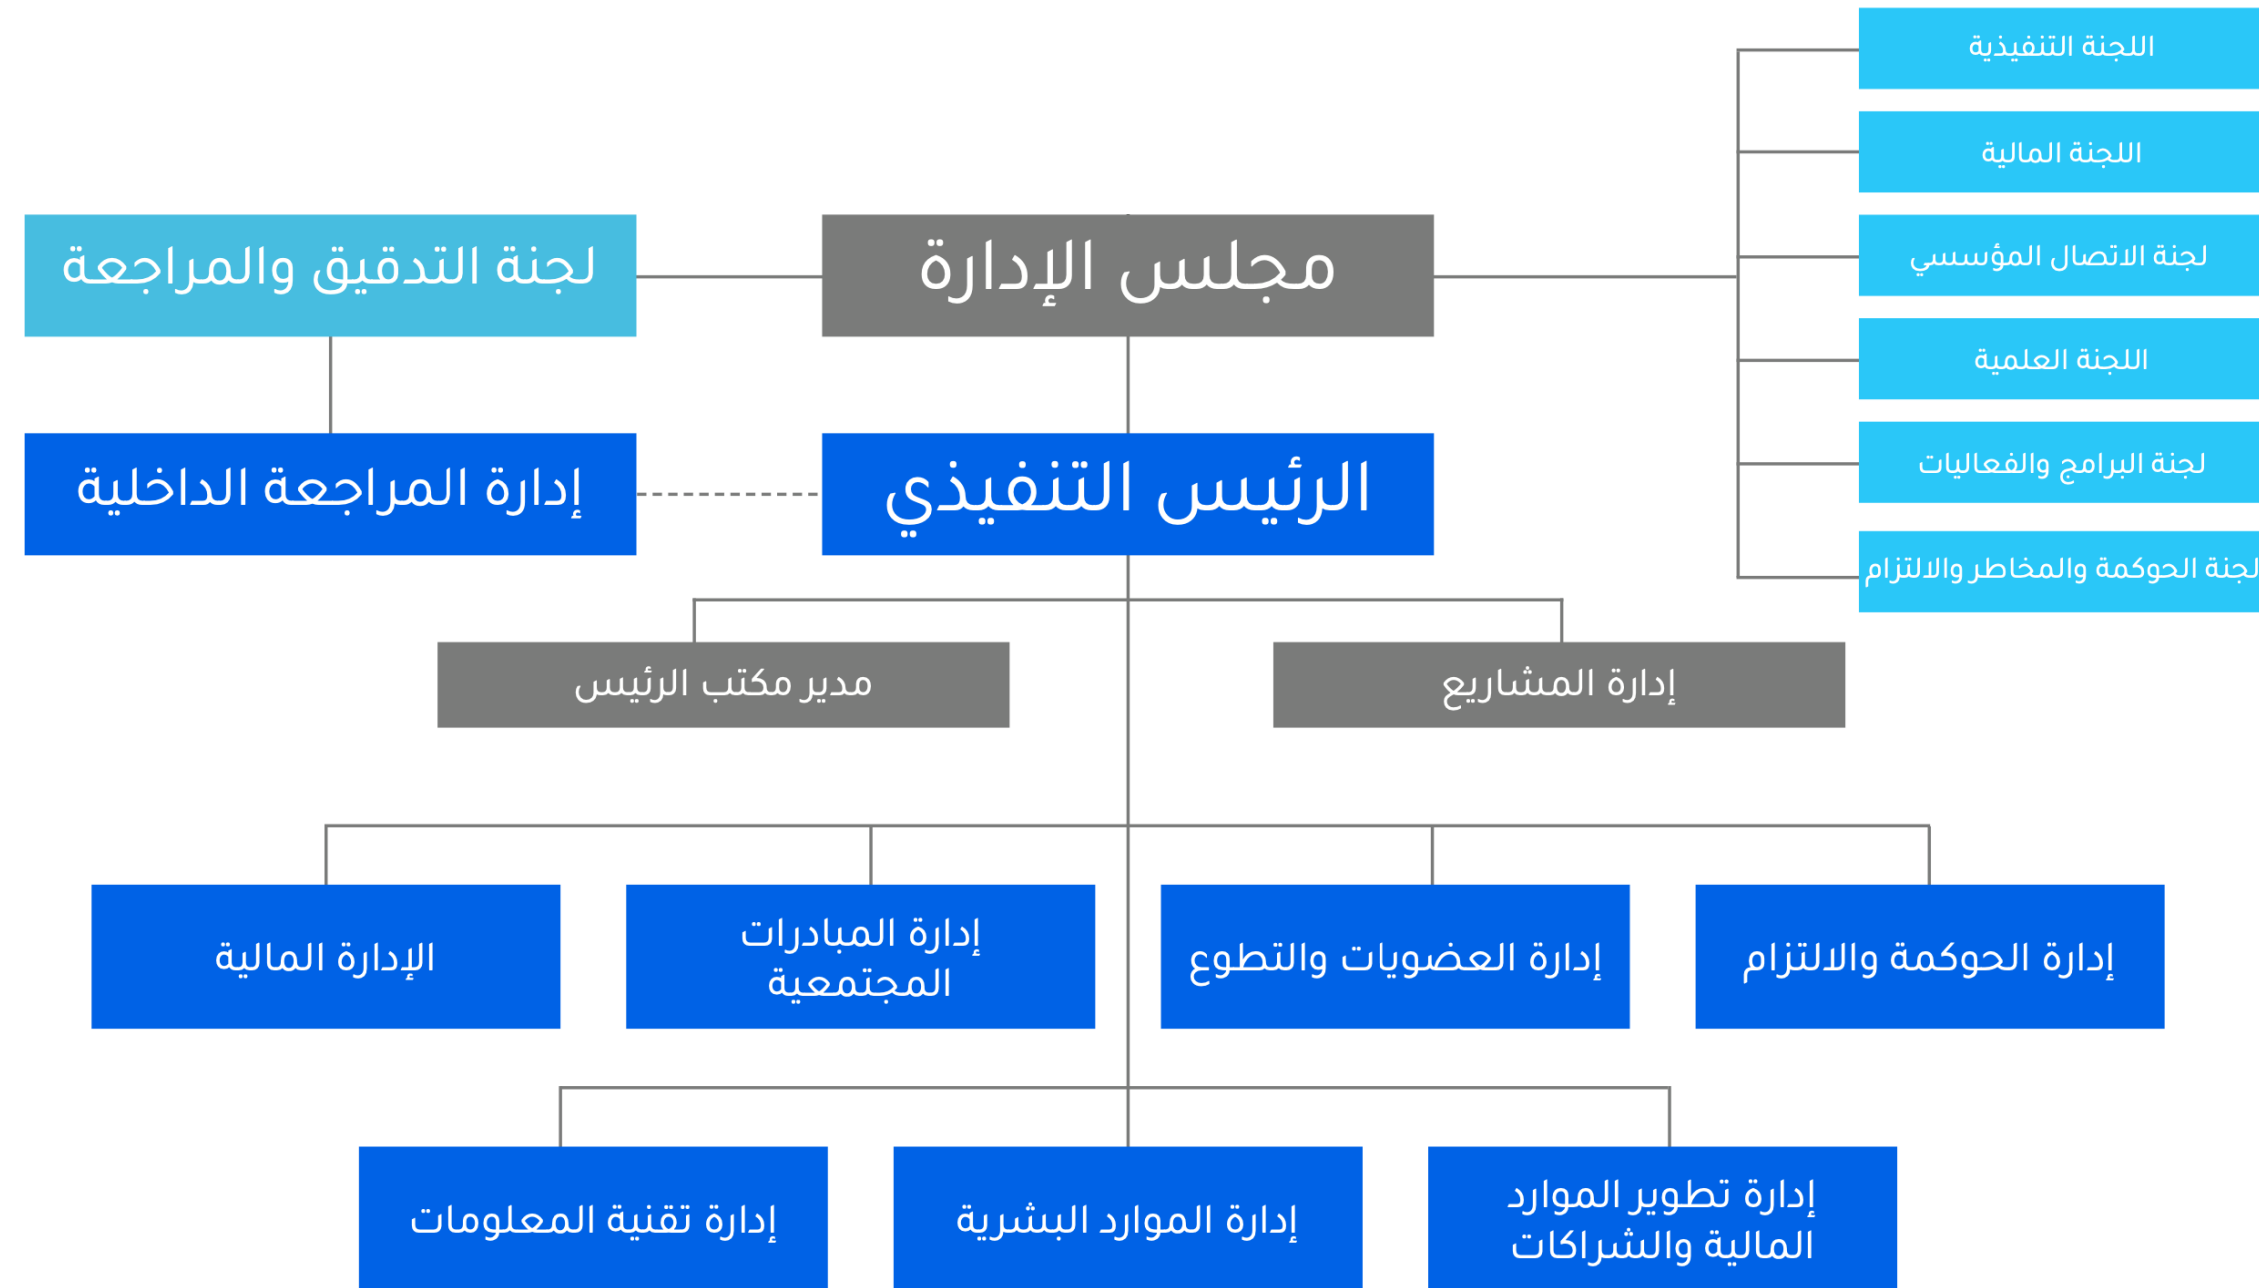 اللجنة التنفيذية
اللجنة المالية
لجنة الاتصال المؤسسي
اللجنة العلمية
لجنة البرامج والفعاليات
لجنة الحوكمة والمخاطر والالتزام
مجلس الإدارة
لجنة التدقيق والمراجعة
الرئيس التنفيذي
إدارة المراجعة الداخلية
إدارة المشاريع
مدير مكتب الرئيس
إدارة الحوكمة والالتزام
إدارة العضويات والتطوع
إدارة المبادرات
المجتمعية
الإدارة المالية
إدارة تطوير الموارد
المالية والشراكات
إدارة الموارد البشرية
إدارة تقنية المعلومات